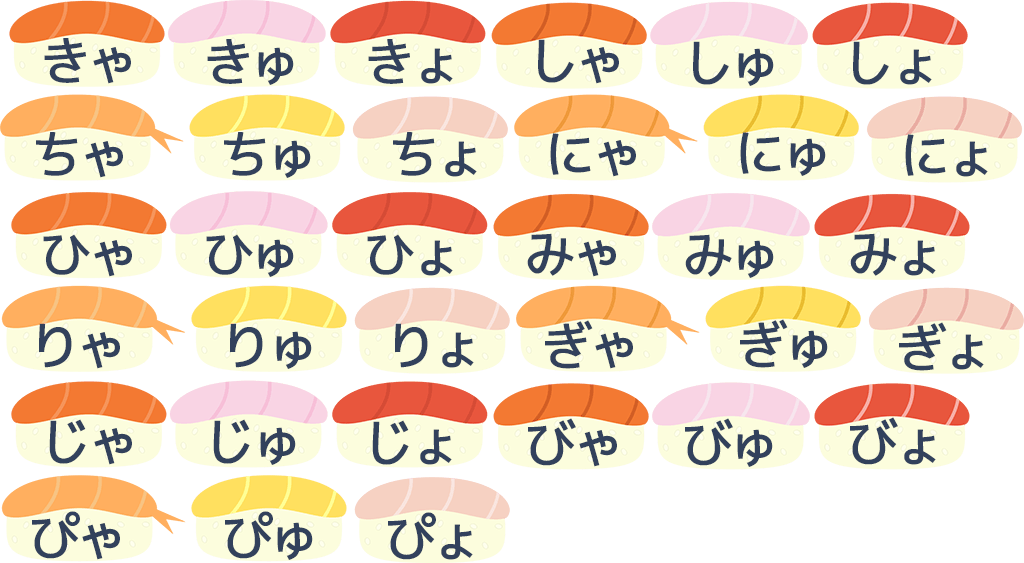 きゃ きゅ きょ しゃ しゅ しょ
ちゃ ちゅ ちょ にゃ にゅ にょ
ひゃ ひゅ ひょ みゃ みゅ みょ
りゃ りゅ りょ ぎゃ ぎゅ ぎょ
じゃ じゅ じょ びゃ びゅ びょ
ぴゃ ぴゅ ぴょ